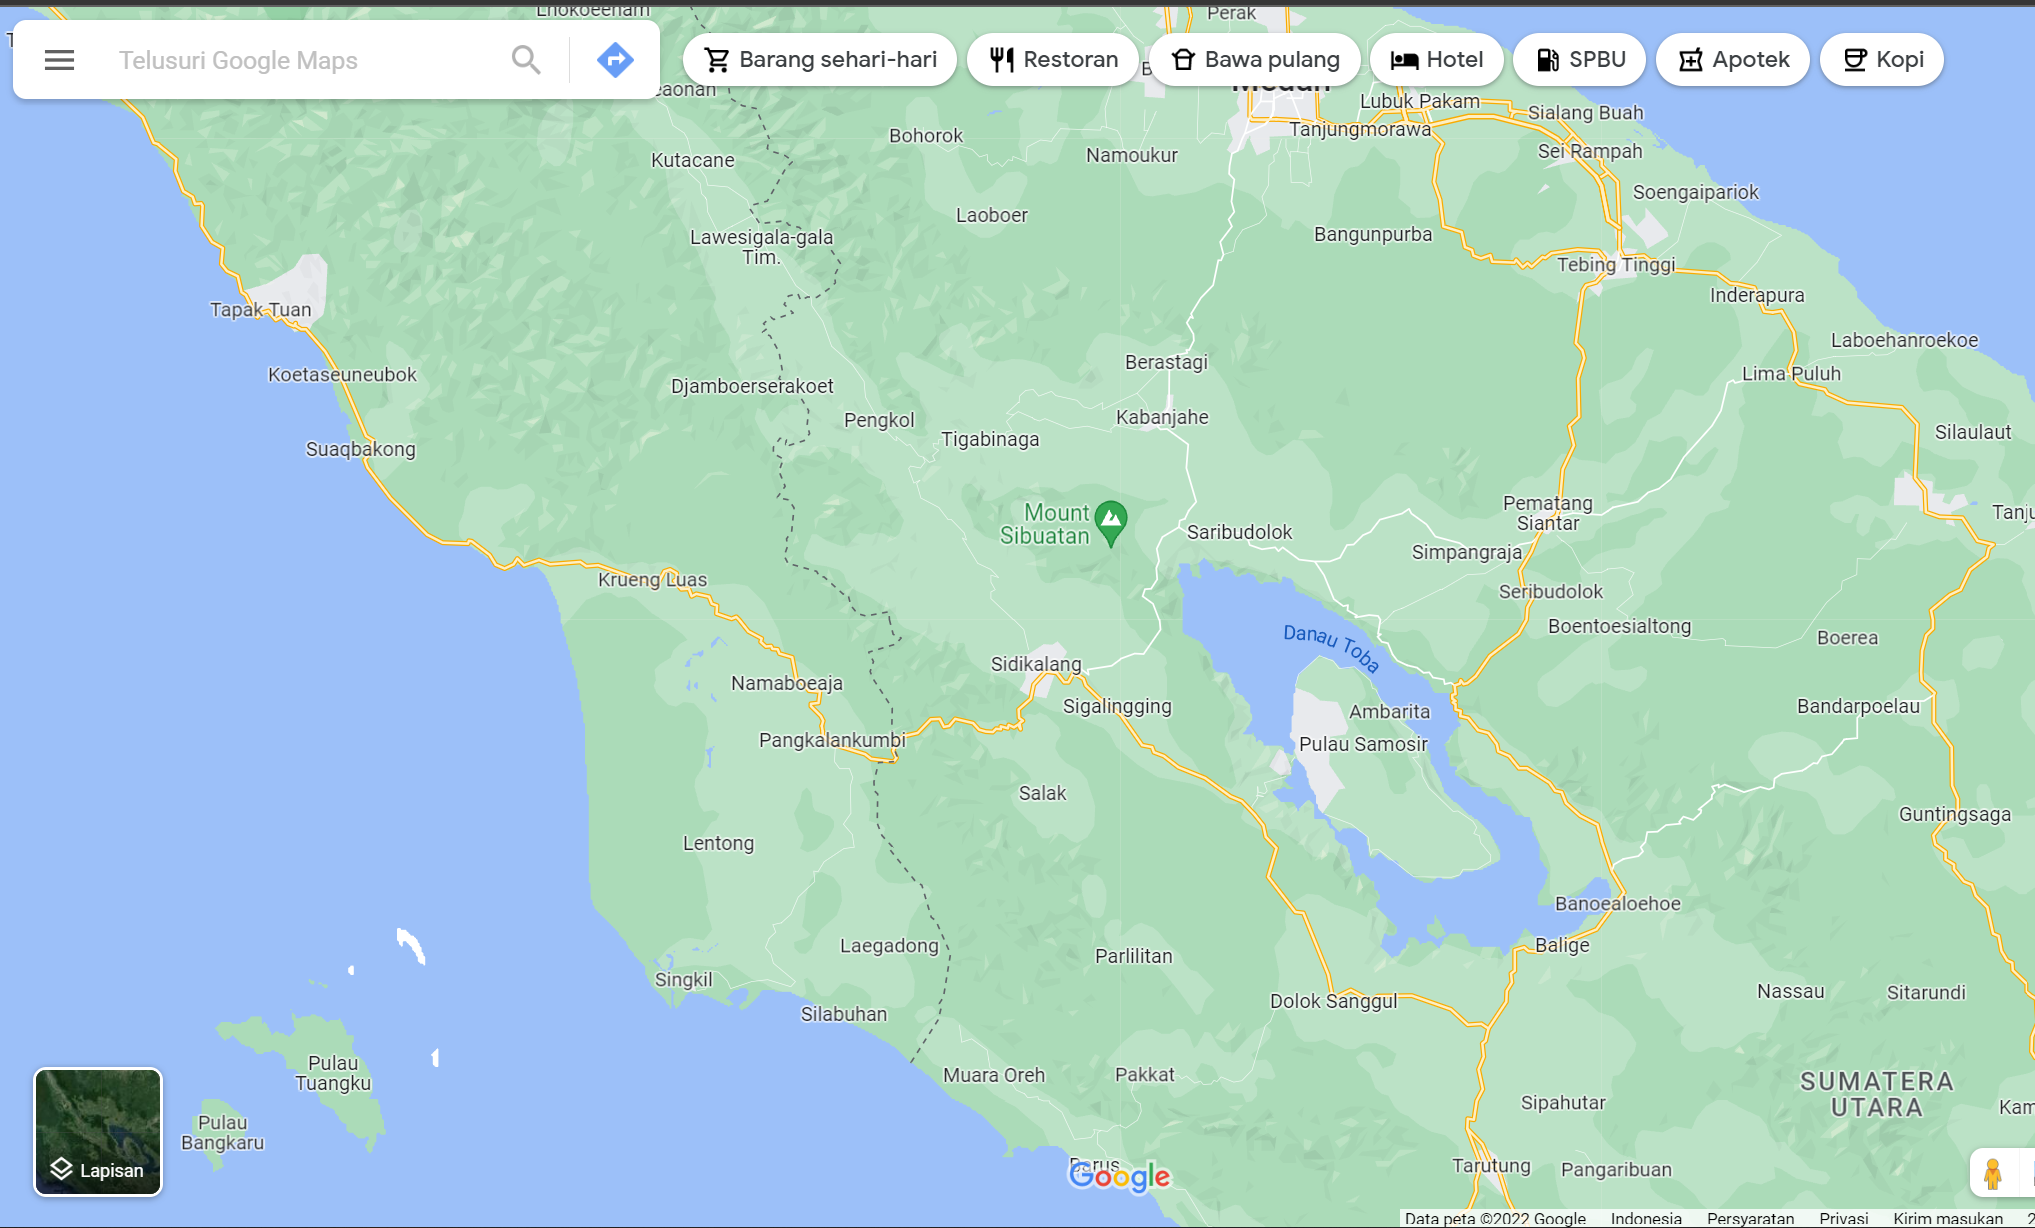 Lhokoeenam
Perak
Telusuri Google Maps
Barang sehari-hari
Restoran
Bawa pulang
Hotel
SPBU
Apotek
Kopi
Medan
Lubuk Pakam
Sialang Buah
Tanjungmorawa
Bohorok
Namoukur
Sei Rampah
Kutacane
Soengaipariok
Laoboer
Lawesigala-gala
Tim.
Bangunpurba
Tebing Tinggi
Tapak Tuan
Inderapura
Laboehanroekoe
Berastagi
Koetaseuneubok
Lima Puluh
Djamboerserakoet
Pengkol
Kabanjahe
Tigabinaga
Silaulaut
Suaqbakong
Mount
Sibuatan
Pematang
Siantar
Saribudolok
Simpangraja
Krueng Luas
Seribudolok
Danau Toba
Boentoesialtong
Boerea
Sidikalang
Namaboeaja
Sigalingging
Ambarita
Bandarpoelau
Pangkalankumbi
Pulau Samosir
Salak
Guntingsaga
Lentong
Banoealoehoe
Laegadong
Balige
Parlilitan
Singkil
Nassau
Sitarundi
Dolok Sanggul
Silabuhan
Pulau
Tuangku
Muara Oreh
Pakkat
SUMATERA
UTARA
Sipahutar
Pulau
Bangkaru
Lapisan
Barus
Google
Tarutung
Pangaribuan
Data peta ©2022 Google
Indonesia
Persyaratan
Privasi
Kirim masukan